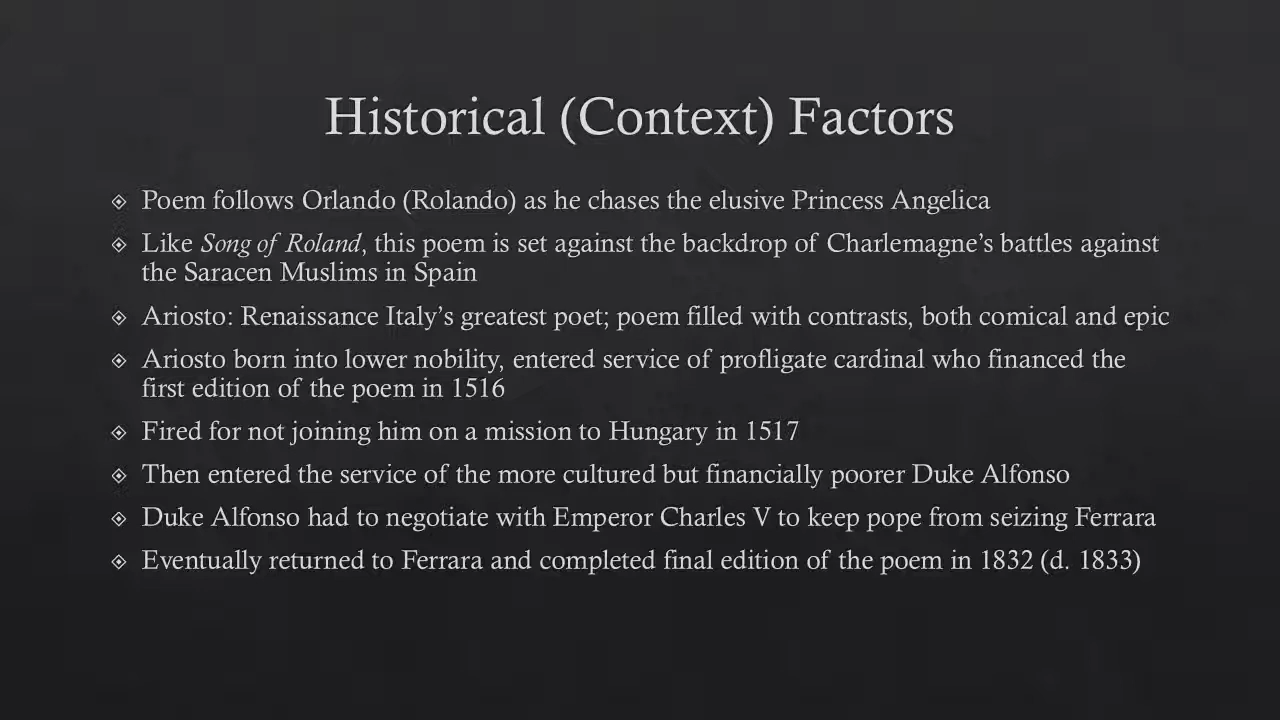 Historical (Context) Factors
Poem follows Orlando (Rolando) as he chases the elusive Princess Angelica
Like Song of Roland, this poem is set against the backdrop of Charlemagne’s battles against
the Saracen Muslims in Spain
Ariosto: Renaissance Italy’s greatest poet; poem filled with contrasts, both comical and epic
Ariosto born into lower nobility, entered service of profligate cardinal who financed the
first edition of the poem in 1516
Fired for not joining him on a mission to Hungary in 1517
Then entered the service of the more cultured but financially poorer Duke Alfonso
Duke Alfonso had to negotiate with Emperor Charles V to keep pope from seizing Ferrara
Eventually returned to Ferrara and completed final edition of the poem in 1832 (d. 1833)